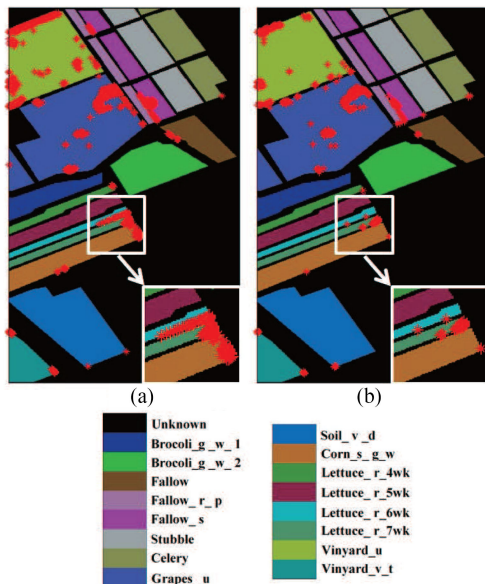 (a)
(b)
Unknown
Brocoli_g_w_1
Brocoli_g_w_2
Fallow
Fallow_r_p
Fallow_s
Stubble
Celery
Grapes_u
Soil_v_d
Corn_s_g_w
Lettuce_r_4wk
Lettuce_r_5wk
Lettuce_r_6wk
Lettuce_r_7wk
Vinyard_u
Vinyard_v_t